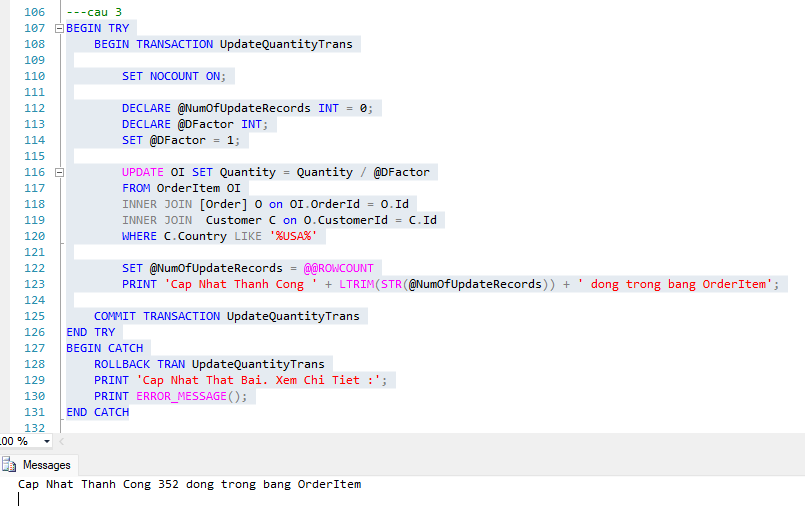 106 ---cau 3
107 BEGIN TRY
108 BEGIN TRANSACTION UpdateQuantityTrans
109
110 SET NOCOUNT ON;
111
112 DECLARE @NumOfUpdateRecords INT = 0;
113 DECLARE @DFactor INT;
114 SET @DFactor = 1;
115
116 UPDATE OI SET Quantity = Quantity / @DFactor
117 FROM OrderItem OI
118 INNER JOIN [Order] O on OI.OrderId = O.Id
119 INNER JOIN  Customer C on O.CustomerId = C.Id
120 WHERE C.Country LIKE '%USA%'
121
122 SET @NumOfUpdateRecords = @@ROWCOUNT
123 PRINT 'Cap Nhat Thanh Cong ' + LTRIM(STR(@NumOfUpdateRecords)) + ' dong trong bang OrderItem';
124
125 COMMIT TRANSACTION UpdateQuantityTrans
126 END TRY
127 BEGIN CATCH
128 ROLLBACK TRAN UpdateQuantityTrans
129 PRINT 'Cap Nhat That Bai. Xem Chi Tiet :';
130 PRINT ERROR_MESSAGE();
131 END CATCH
132
.00 %
Messages
Cap Nhat Thanh Cong 352 dong trong bang OrderItem